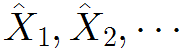 X̂₁, X̂₂, ⋯